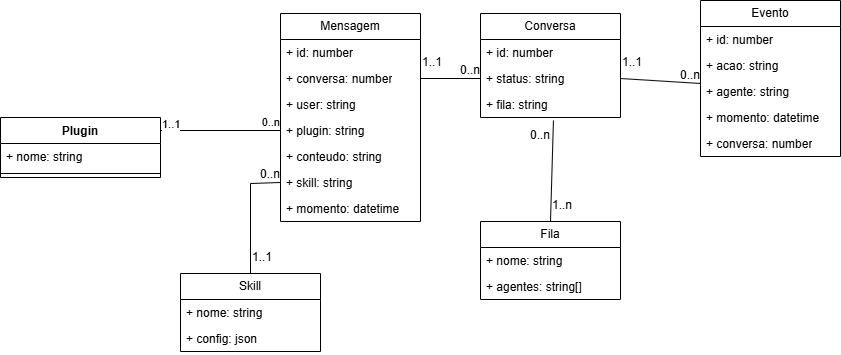 Mensagem
+ id: number
+ conversa: number
+ user: string
+ plugin: string
+ conteudo: string
+ skill: string
+ momento: datetime
Conversa
+ id: number
+ status: string
+ fila: string
Evento
+ id: number
+ acao: string
+ agente: string
+ momento: datetime
+ conversa: number
Plugin
+ nome: string
Skill
+ nome: string
+ config: json
Fila
+ nome: string
+ agentes: string[]
1..1
0..n
1..1
0..n
1..1
0..n
0..n
1..1
0..n
1..n